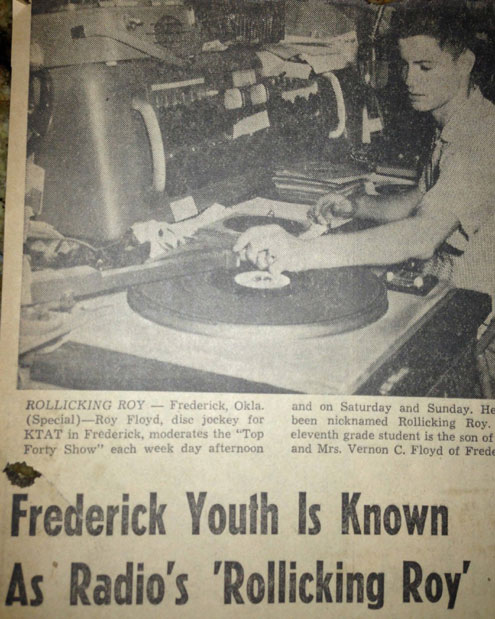 ROLLICKING ROY — Frederick, Okla.
(Special)—Roy Floyd, disc jockey for
KTAT in Frederick, moderates the "Top
Forty Show" each week day afternoon
and on Saturday and Sunday. He
been nicknamed Rollicking Roy.
eleventh grade student is the son of
and Mrs. Vernon C. Floyd of Frede
Frederick Youth Is Known
As Radio's 'Rollicking Roy'